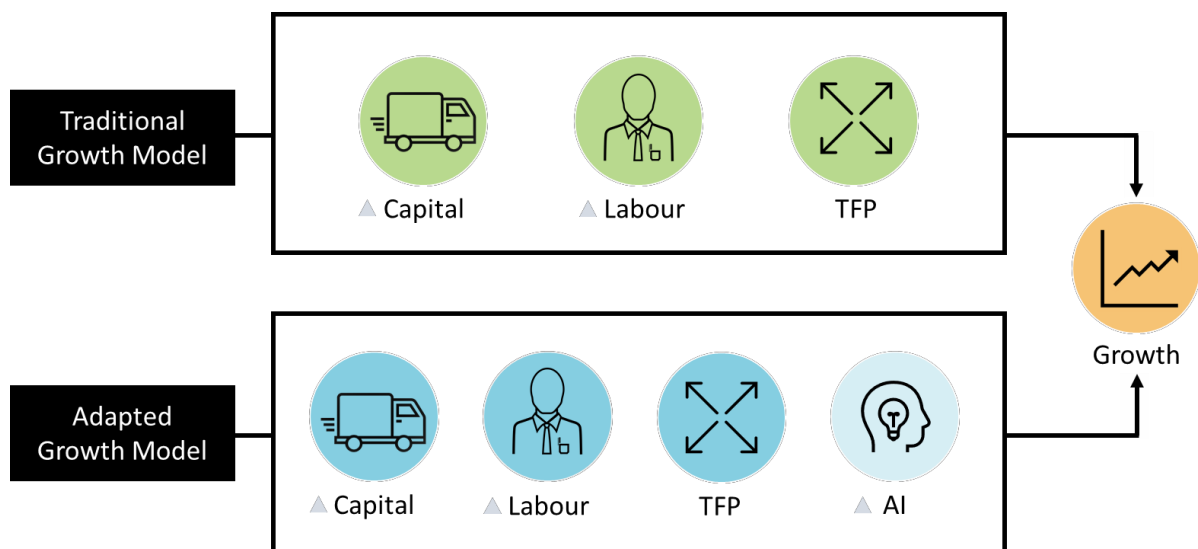 Traditional
Growth Model
Capital
Labour
TFP
Growth
Adapted
Growth Model
Capital
Labour
TFP
AI